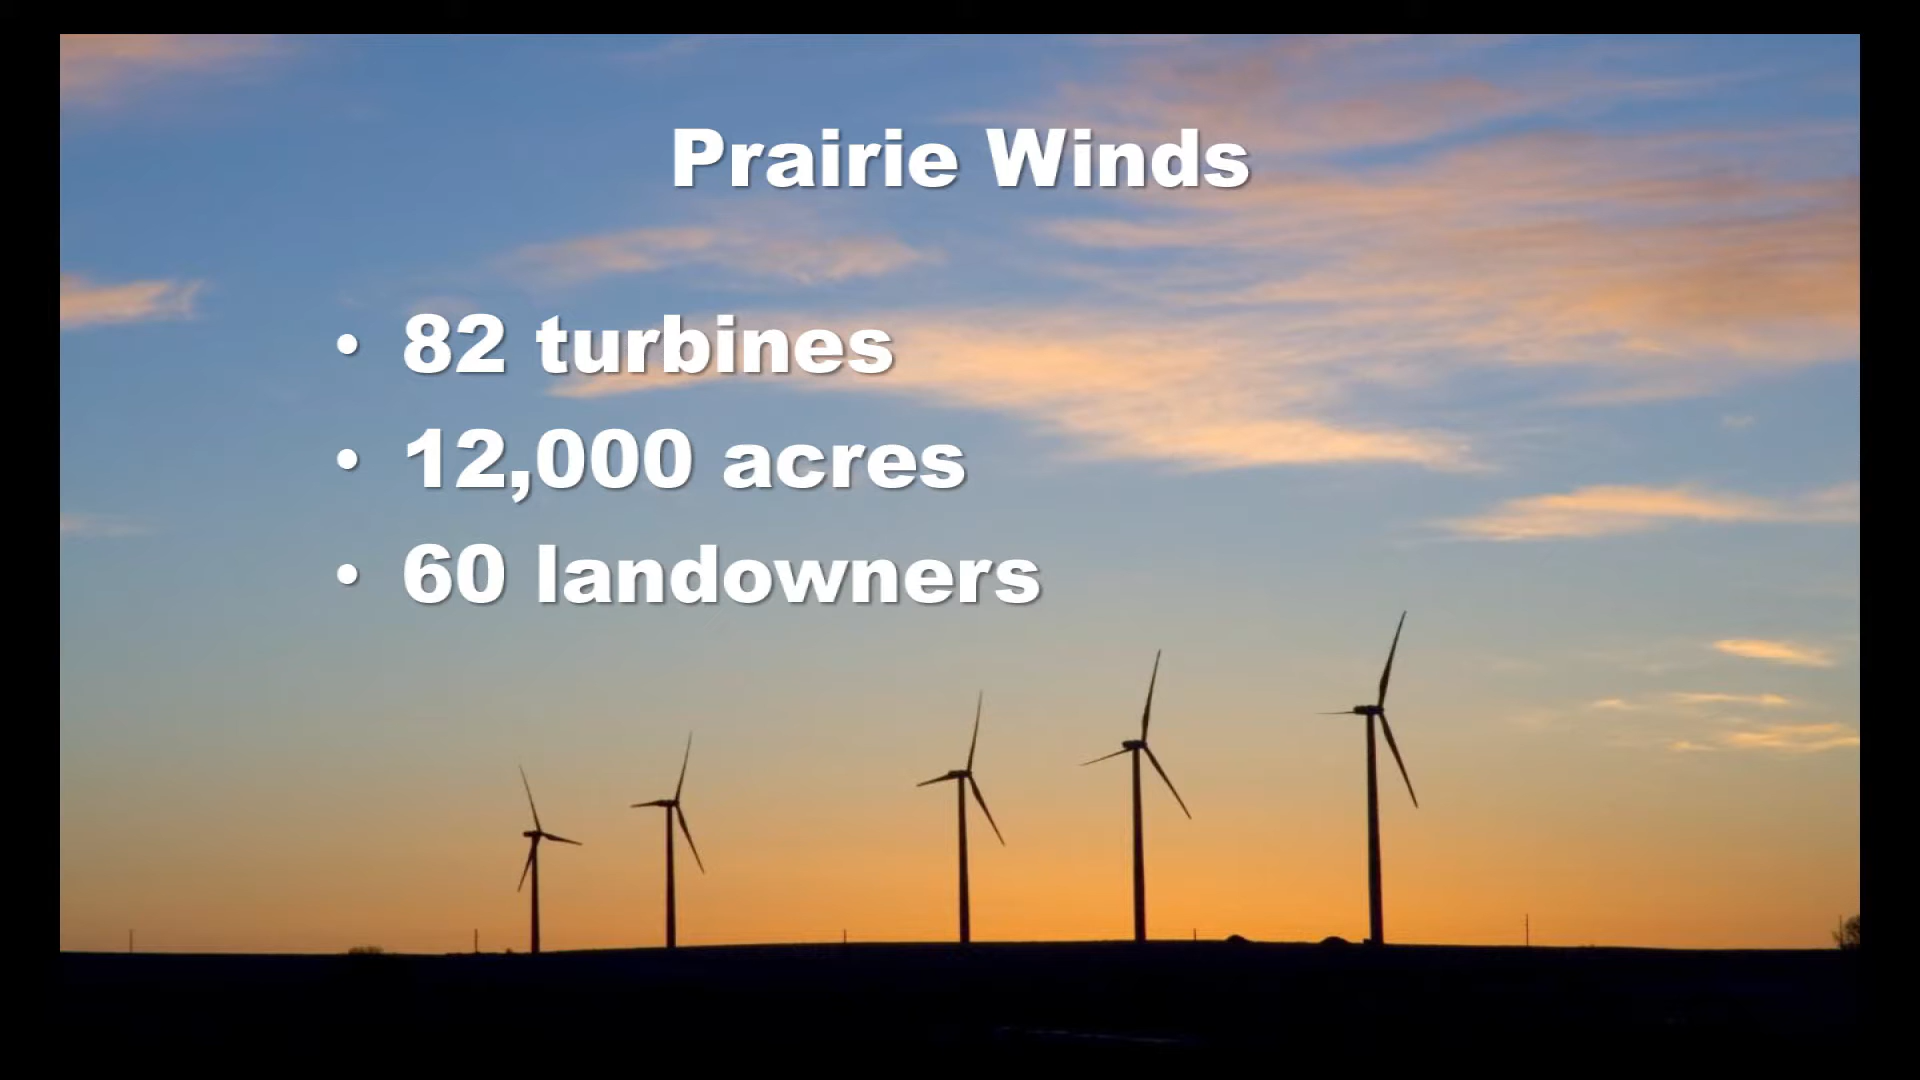 Prairie Winds
• 82 turbines
• 12,000 acres
• 60 landowners